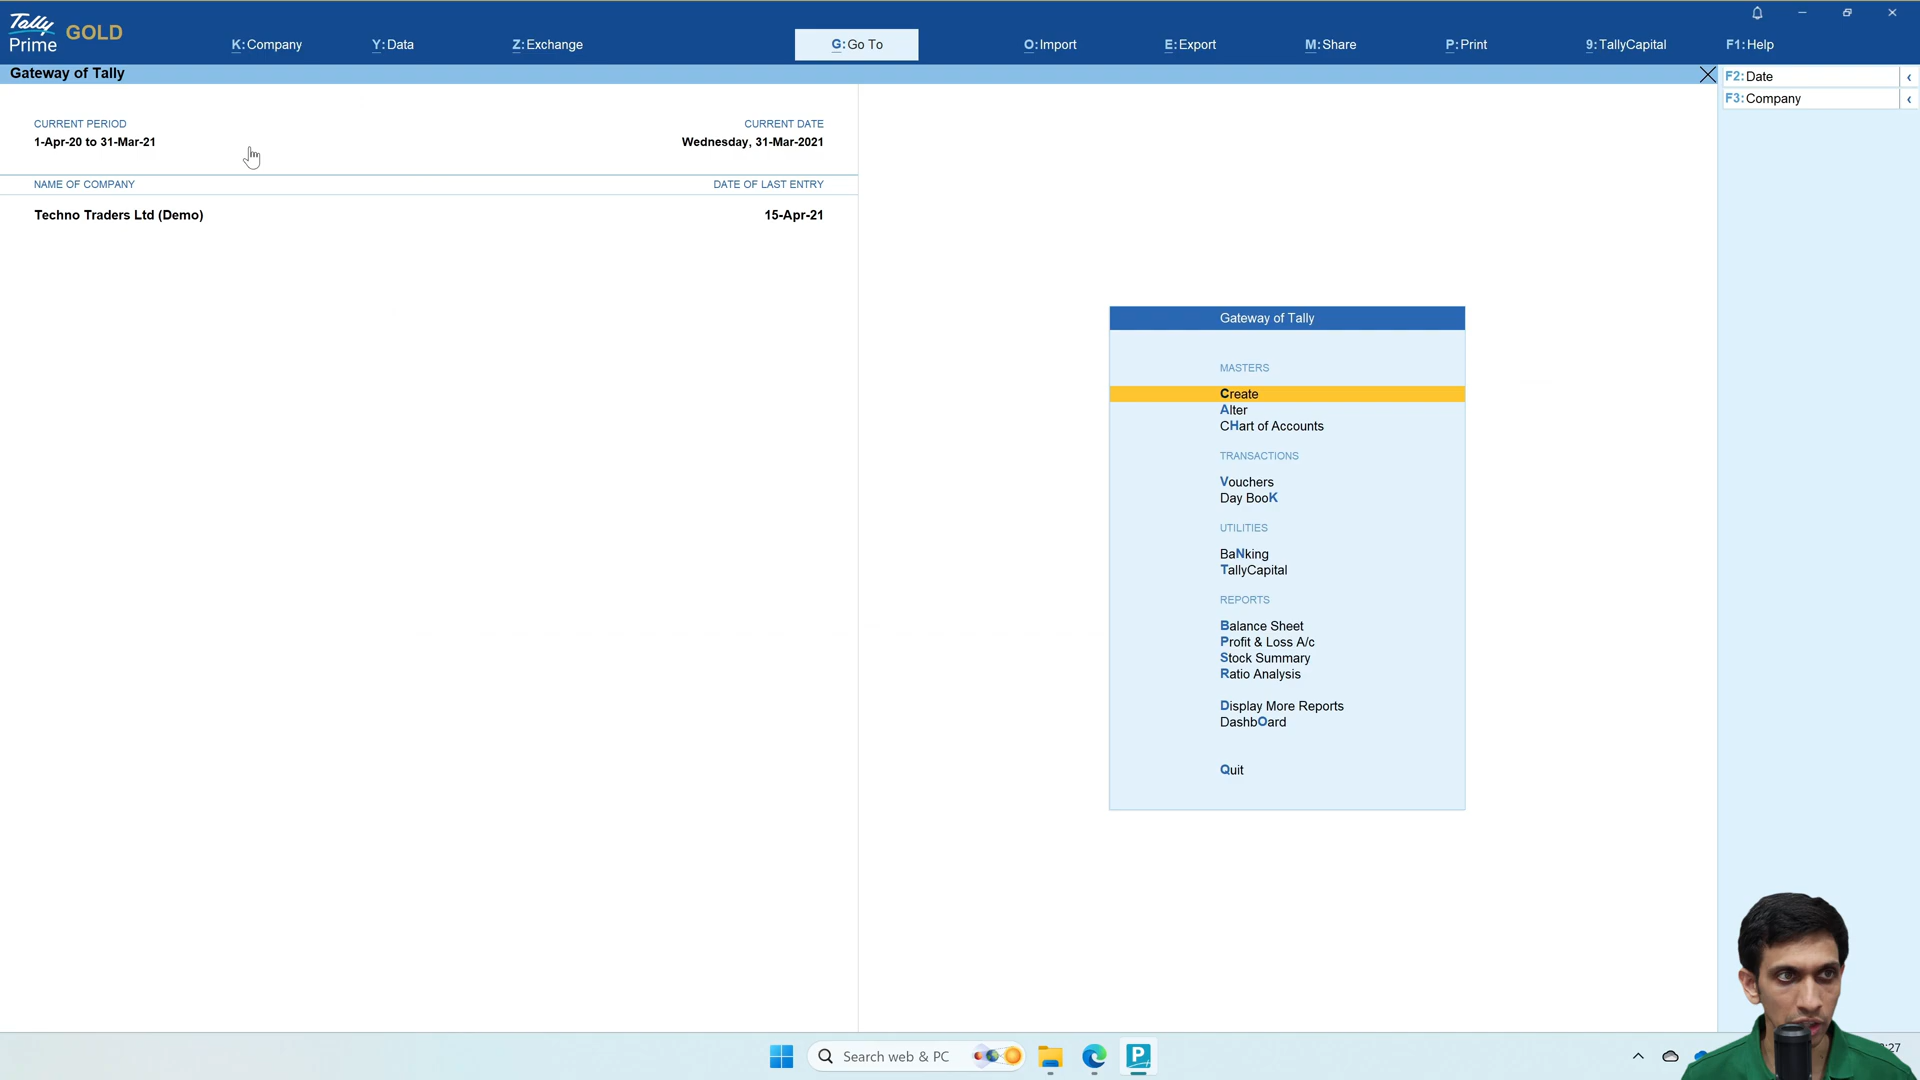 Tally
Prime GOLD
K:Company
Y:Data
Z:Exchange
G:Go To
O:Import
E:Export
M:Share
P:Print
9:TallyCapital
F1:Help
Gateway of Tally
F2:Date
F3:Company
CURRENT PERIOD
1-Apr-20 to 31-Mar-21
CURRENT DATE
Wednesday, 31-Mar-2021
NAME OF COMPANY
DATE OF LAST ENTRY
Techno Traders Ltd (Demo)
15-Apr-21
Gateway of Tally
MASTERS
Create
Alter
CHart of Accounts
TRANSACTIONS
Vouchers
Day BooK
UTILITIES
BaNking
TallyCapital
REPORTS
Balance Sheet
Profit & Loss A/c
Stock Summary
Ratio Analysis
Display More Reports
DashbOard
Quit
Search web & PC